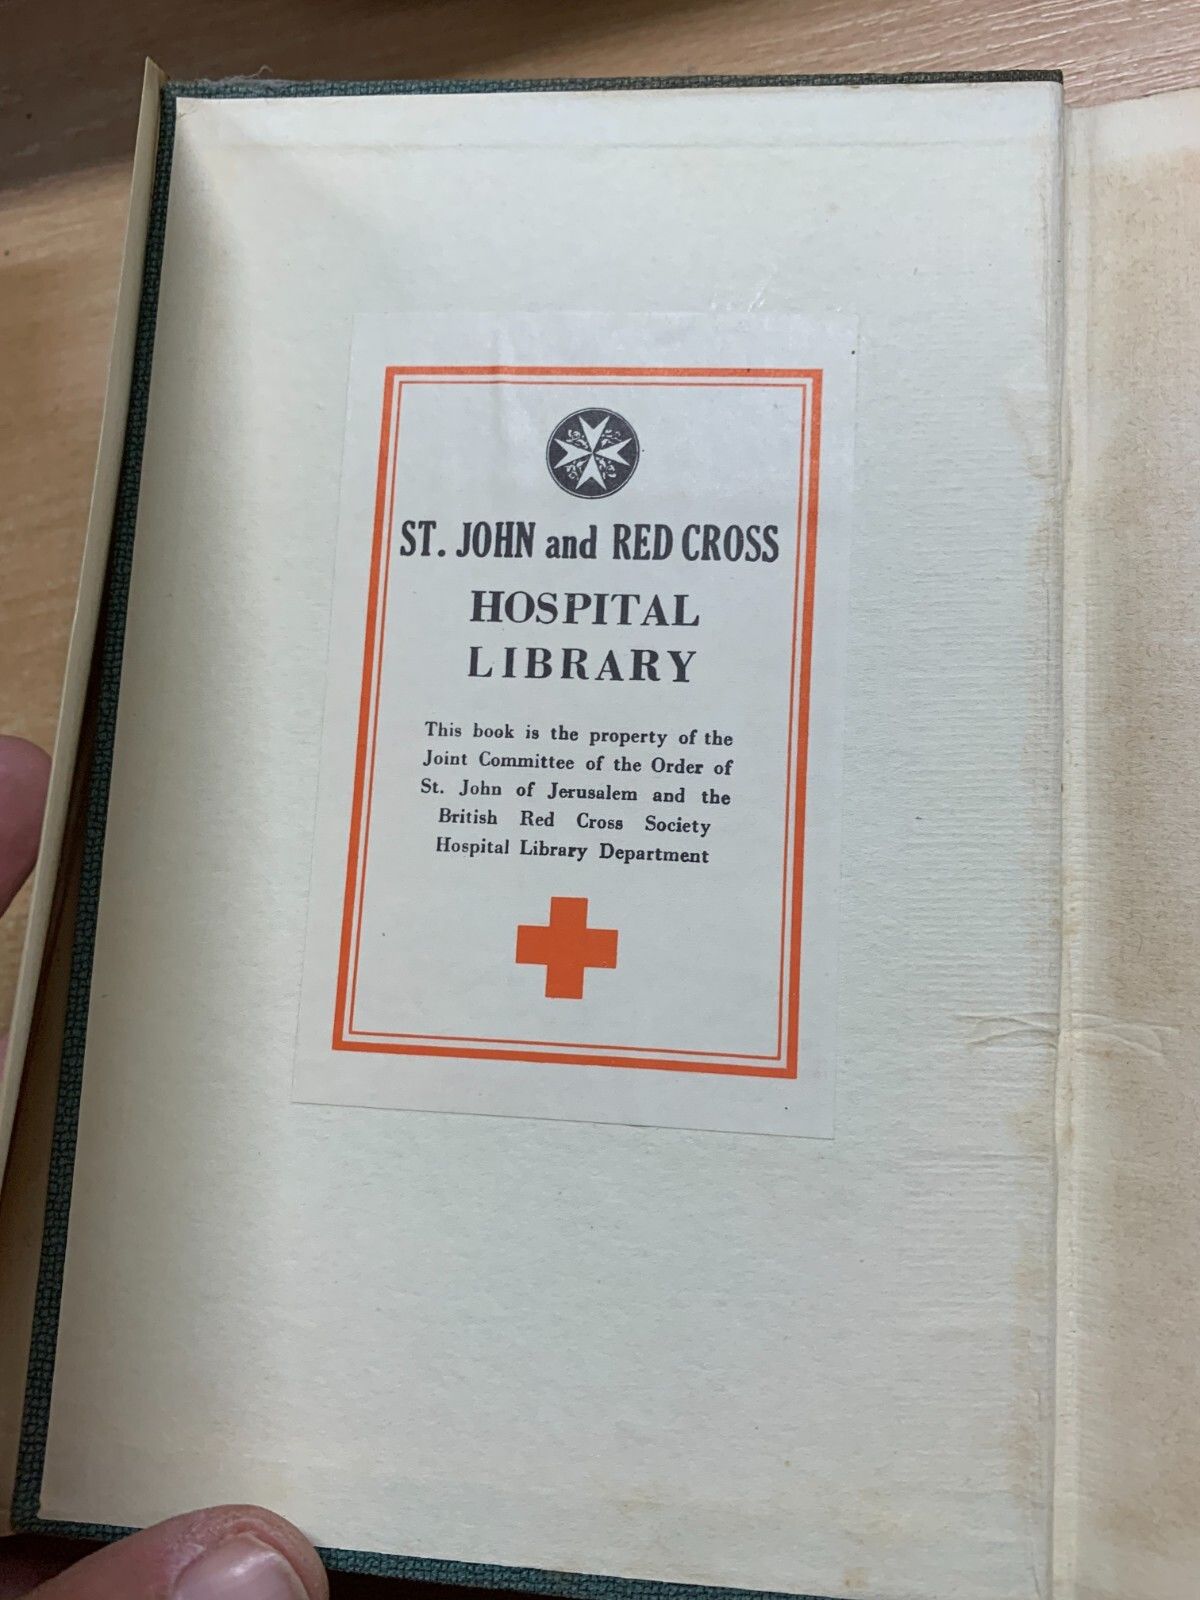 ST. JOHN and RED CROSS
HOSPITAL
LIBRARY
This book is the property of the
Joint Committee of the Order of
St. John of Jerusalem and the
British Red Cross Society
Hospital Library Department